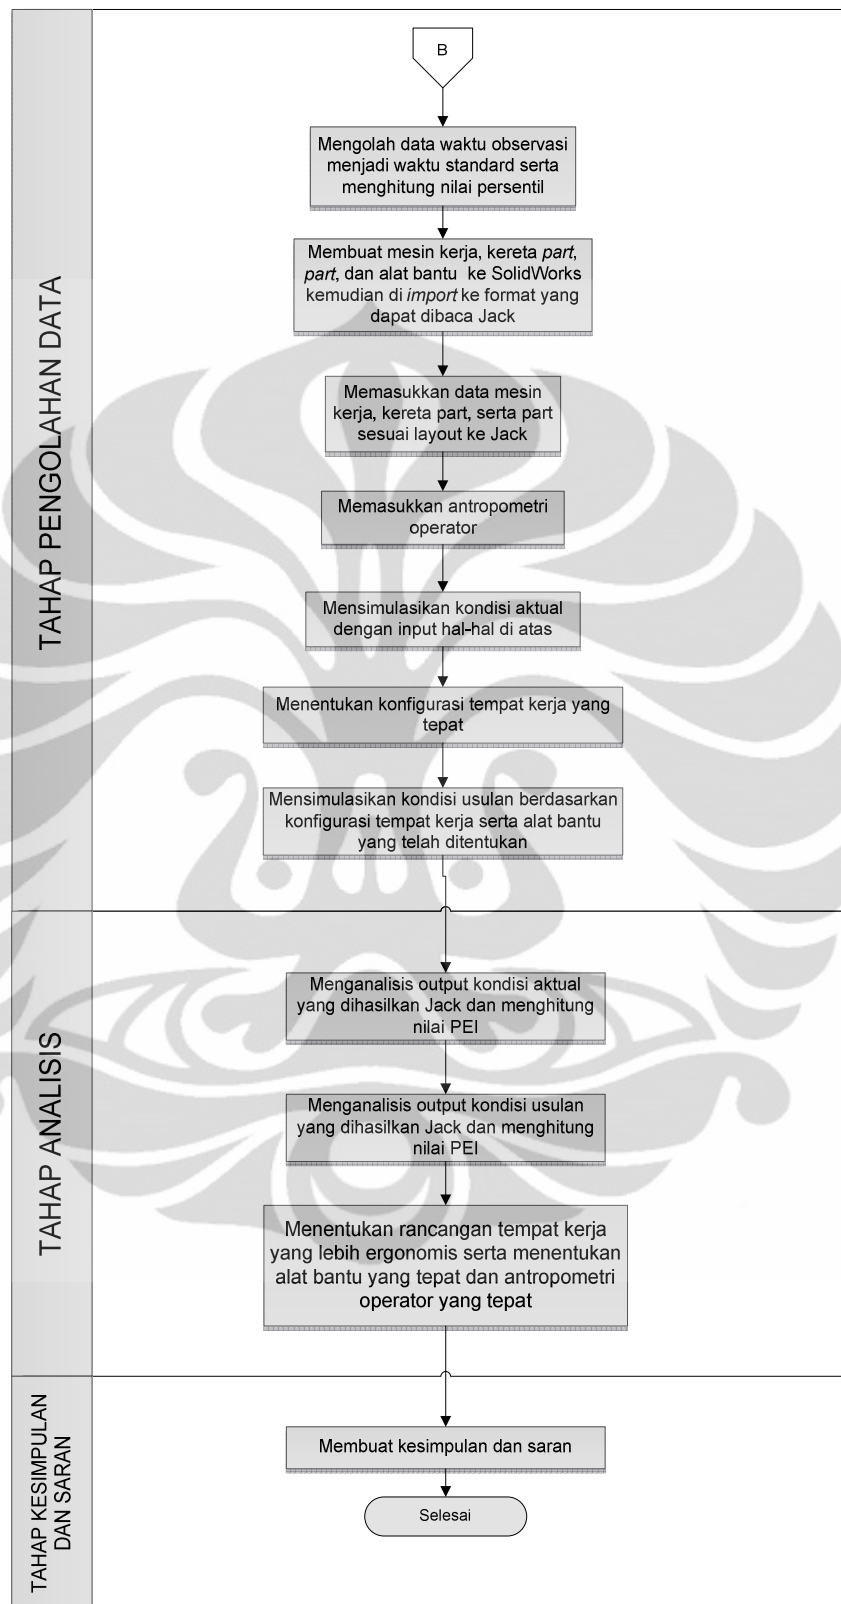 B
TAHAP PENGOLAHAN DATA
Mengolah data waktu observasi
menjadi waktu standard serta
menghitung nilai persentil
Membuat mesin kerja, kereta part,
part, dan alat bantu  ke SolidWorks
kemudian di import ke format yang
dapat dibaca Jack
Memasukkan data mesin
kerja, kereta part, serta part
sesuai layout ke Jack
Memasukkan antropometri
operator
Mensimulasikan kondisi aktual
dengan input hal-hal di atas
Menentukan konfigurasi tempat kerja yang
tepat
Mensimulasikan kondisi usulan berdasarkan
konfigurasi tempat kerja serta alat bantu
yang telah ditentukan
TAHAP ANALISIS
Menganalisis output kondisi aktual
yang dihasilkan Jack dan menghitung
nilai PEI
Menganalisis output kondisi usulan
yang dihasilkan Jack dan menghitung
nilai PEI
Menentukan rancangan tempat kerja
yang lebih ergonomis serta menentukan
alat bantu yang tepat dan antropometri
operator yang tepat
TAHAP KESIMPULAN
DAN SARAN
Membuat kesimpulan dan saran
Selesai